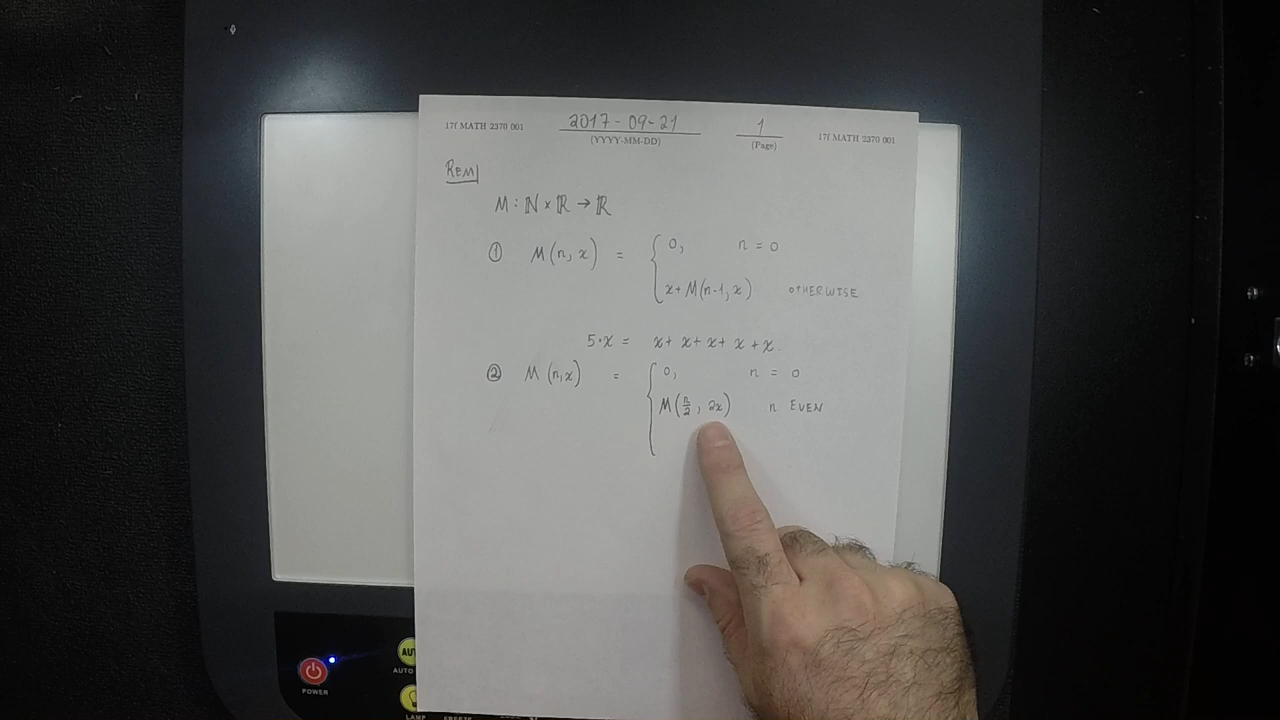 17f MATH 2370 001 2017-09-21 1 17f MATH 2370 001
(YYYY-MM-DD) (Page)
REM
M : ℕ × ℝ → ℝ
① M(n, x) = { 0, n = 0
x + M(n-1, x) OTHERWISE
5·x = x + x + x + x + x.
② M(n,x) = { 0, n = 0
M(n/2, 2x) n EVEN
POWER
LAMP